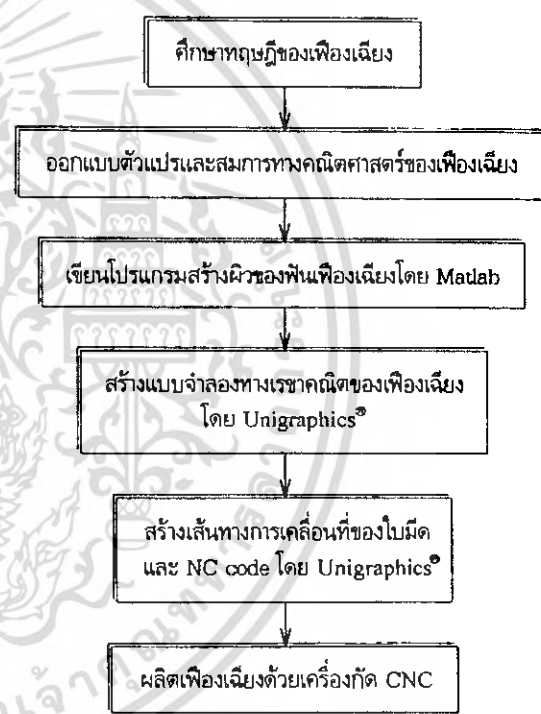 ศึกษาทฤษฎีของเฟืองเฉียง
ออกแบบตัวแปรและสมการทางคณิตศาสตร์ของเฟืองเฉียง
เขียนโปรแกรมสร้างผิวของฟันเฟืองเฉียงโดย Matlab
สร้างแบบจำลองทางเรขาคณิตของเฟืองเฉียง
โดย Unigraphics®
สร้างเส้นทางการเคลื่อนที่ของใบมีด
และ NC code โดย Unigraphics®
ผลิตเฟืองเฉียงด้วยเครื่องกัด CNC